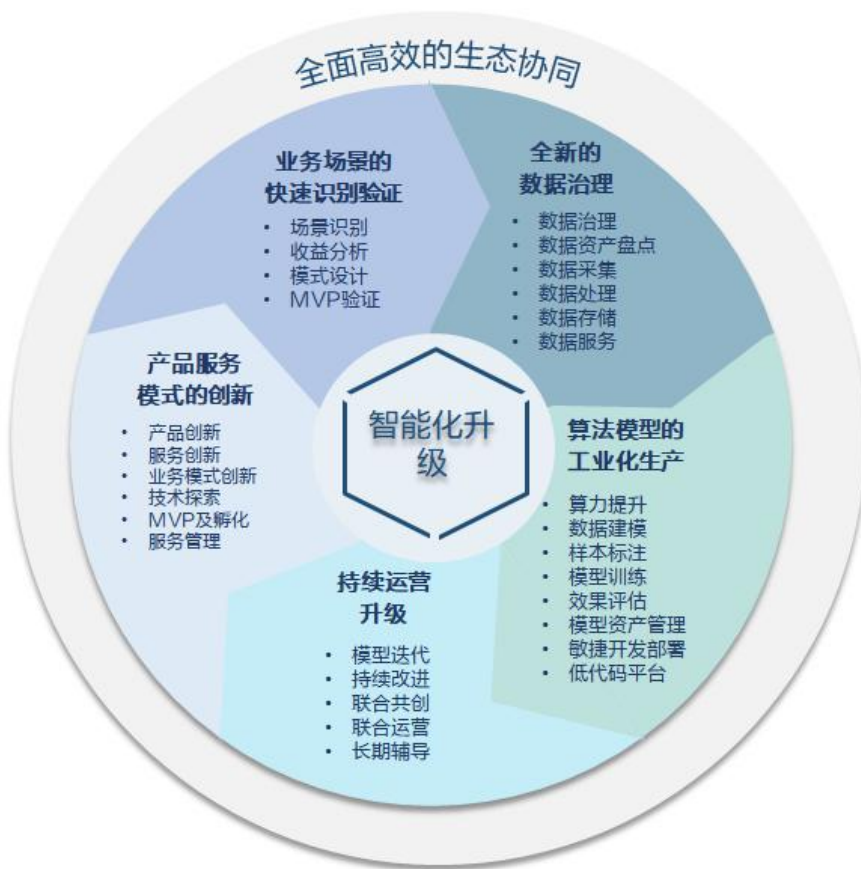 全面高效的生态协同
业务场景的
快速识别验证
• 场景识别
• 收益分析
• 模式设计
• MVP验证
全新的
数据治理
• 数据治理
• 数据资产盘点
• 数据采集
• 数据处理
• 数据存储
• 数据服务
产品服务
模式的创新
• 产品创新
• 服务创新
• 业务模式创新
• 技术探索
• MVP及孵化
• 服务管理
智能化升
级
算法模型的
工业化生产
• 算力提升
• 数据建模
• 样本标注
• 模型训练
• 效果评估
• 模型资产管理
• 敏捷开发部署
• 低代码平台
持续运营
升级
• 模型迭代
• 持续改进
• 联合共创
• 联合运营
• 长期辅导